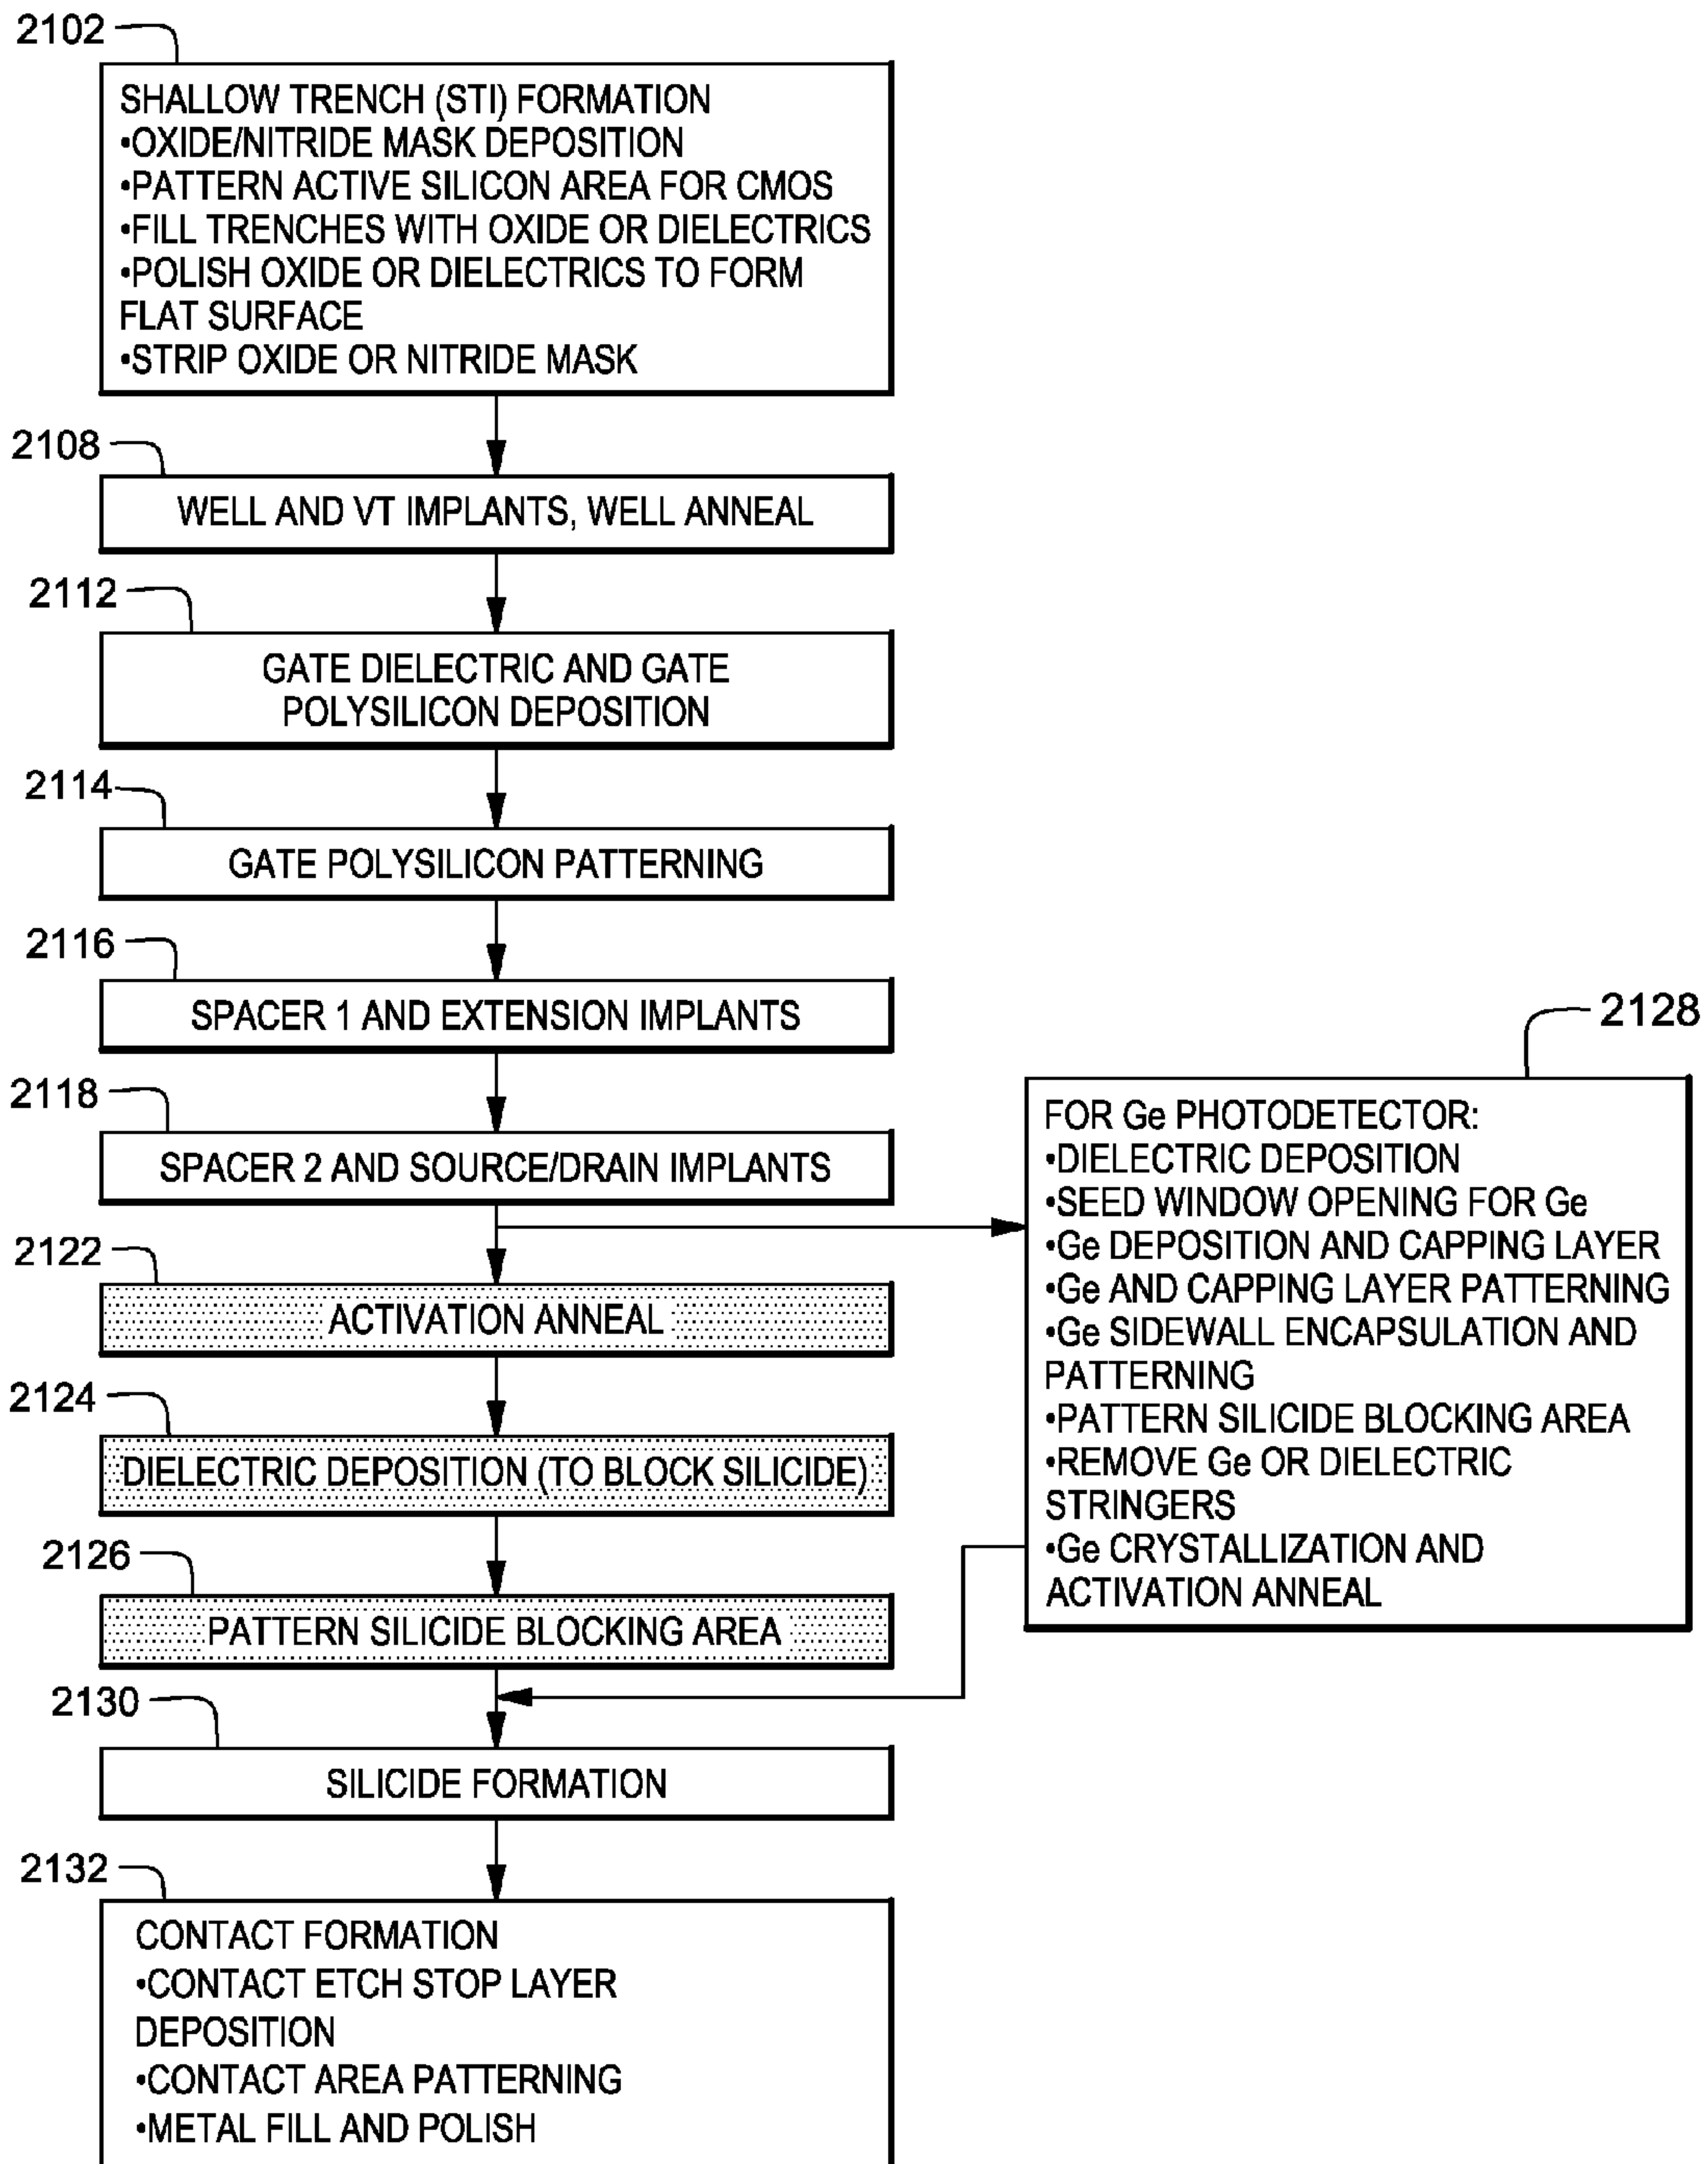 2102
SHALLOW TRENCH (STI) FORMATION
•OXIDE/NITRIDE MASK DEPOSITION
•PATTERN ACTIVE SILICON AREA FOR CMOS
•FILL TRENCHES WITH OXIDE OR DIELECTRICS
•POLISH OXIDE OR DIELECTRICS TO FORM
FLAT SURFACE
•STRIP OXIDE OR NITRIDE MASK
2108
WELL AND VT IMPLANTS, WELL ANNEAL
2112
GATE DIELECTRIC AND GATE
POLYSILICON DEPOSITION
2114
GATE POLYSILICON PATTERNING
2116
SPACER 1 AND EXTENSION IMPLANTS
2118
SPACER 2 AND SOURCE/DRAIN IMPLANTS
2122
ACTIVATION ANNEAL
2124
DIELECTRIC DEPOSITION (TO BLOCK SILICIDE)
2126
PATTERN SILICIDE BLOCKING AREA
2128
FOR Ge PHOTODETECTOR:
•DIELECTRIC DEPOSITION
•SEED WINDOW OPENING FOR Ge
•Ge DEPOSITION AND CAPPING LAYER
•Ge AND CAPPING LAYER PATTERNING
•Ge SIDEWALL ENCAPSULATION AND
PATTERNING
•PATTERN SILICIDE BLOCKING AREA
•REMOVE Ge OR DIELECTRIC
STRINGERS
•Ge CRYSTALLIZATION AND
ACTIVATION ANNEAL
2130
SILICIDE FORMATION
2132
CONTACT FORMATION
•CONTACT ETCH STOP LAYER
DEPOSITION
•CONTACT AREA PATTERNING
•METAL FILL AND POLISH